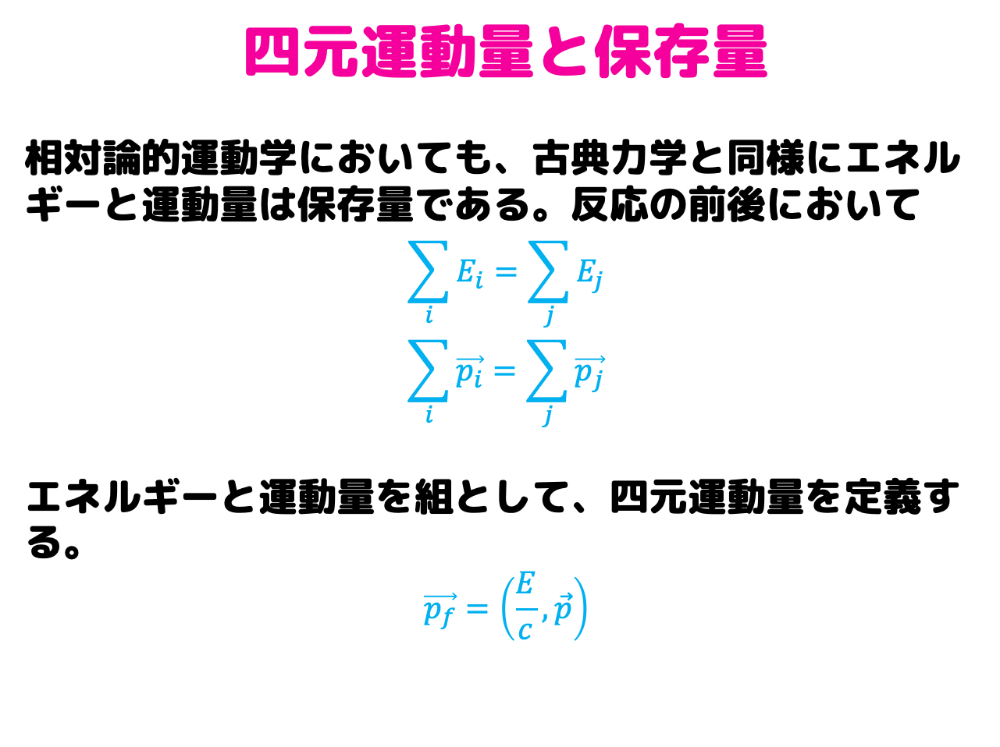 四元運動量と保存量
相対論的運動学においても、古典力学と同様にエネル
ギーと運動量は保存量である。反応の前後において
$\sum_{i} E_i = \sum_{j} E_j$
$\sum_{i} \overrightarrow{p_i} = \sum_{j} \overrightarrow{p_j}$
エネルギーと運動量を組として、四元運動量を定義す
る。
$\overrightarrow{p_f} = \left( \frac{E}{c}, \vec{p} \right)$